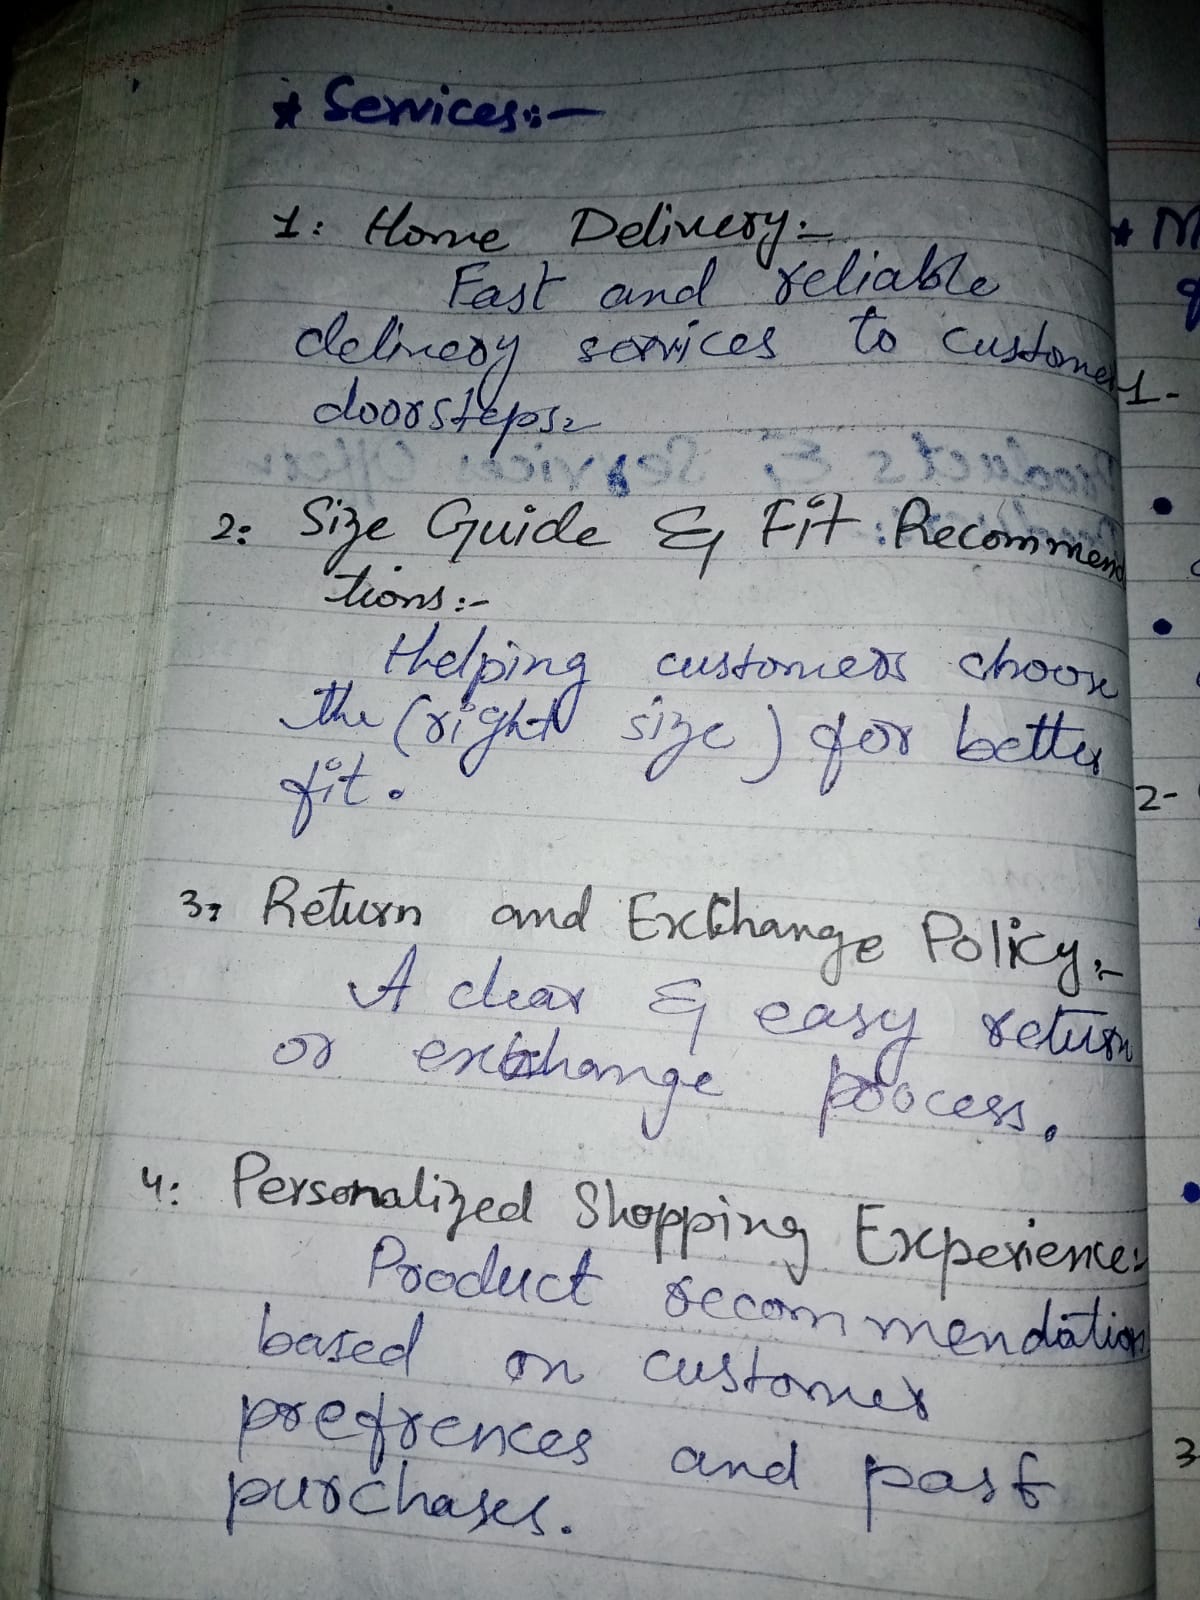 * Services:-
1: Home Delivery:-
Fast and reliable
delivery services to customer
doorsteps.
2: Size Guide & Fit Recommend
tions:-
Helping customers choose
the (right size) for better
fit.
3: Return and Exchange Policy:-
A clear & easy return
or exchange process.
4: Personalized Shopping Experience:
Product recommendation
based on customer
prefrences and past
purchases.
* M
1-
2-
3